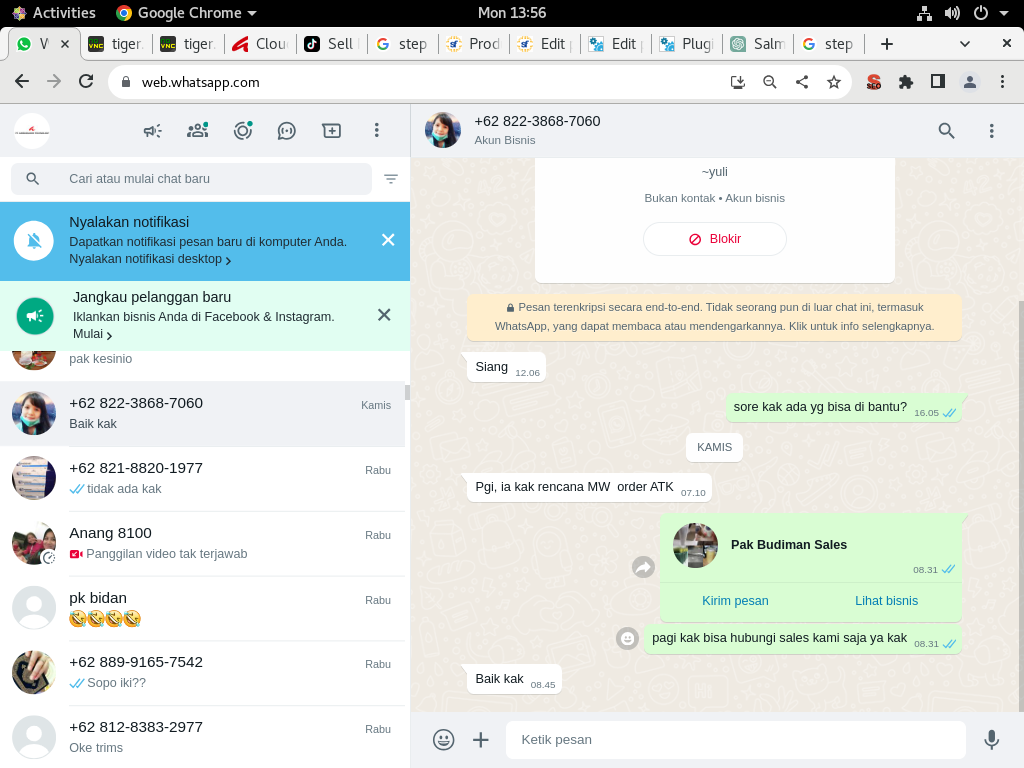 Activities
Google Chrome
Mon 13:56
W
tiger
tiger
Clou
Sell
step
Prod
Edit
Edit
Plugi
Salm
step
web.whatsapp.com
SEO
Cari atau mulai chat baru
Nyalakan notifikasi
Dapatkan notifikasi pesan baru di komputer Anda.
Nyalakan notifikasi desktop
Jangkau pelanggan baru
Iklankan bisnis Anda di Facebook & Instagram.
Mulai
pak kesinio
+62 822-3868-7060
Kamis
Baik kak
+62 821-8820-1977
Rabu
tidak ada kak
Anang 8100
Rabu
Panggilan video tak terjawab
pk bidan
Rabu
🤣🤣🤣🤣
+62 889-9165-7542
Rabu
Sopo iki??
+62 812-8383-2977
Rabu
Oke trims
+62 822-3868-7060
Akun Bisnis
~yuli
Bukan kontak • Akun bisnis
Blokir
Pesan terenkripsi secara end-to-end. Tidak seorang pun di luar chat ini, termasuk
WhatsApp, yang dapat membaca atau mendengarkannya. Klik untuk info selengkapnya.
Siang 12.06
sore kak ada yg bisa di bantu? 16.05
KAMIS
Pgi, ia kak rencana MW  order ATK 07.10
Pak Budiman Sales
08.31
Kirim pesan
Lihat bisnis
pagi kak bisa hubungi sales kami saja ya kak 08.31
Baik kak 08.45
Ketik pesan